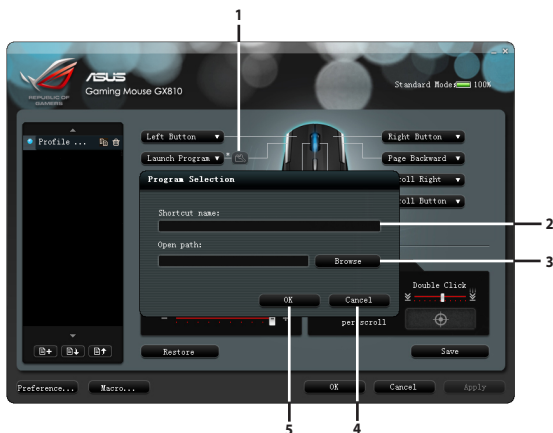 1
REPUBLIC OF
GAMERS
ASUS
Gaming Mouse GX810
Standard Mode: 100%
Profile ...
Left Button
Right Button
Launch Program
Page Backward
Program Selection
roll Right
Shortcut name:
roll Button
2
Open path:
Browse
3
Double Click
OK
Cancel
per scroll
Restore
Save
Preference...
Macro...
OK
Cancel
Apply
5
4